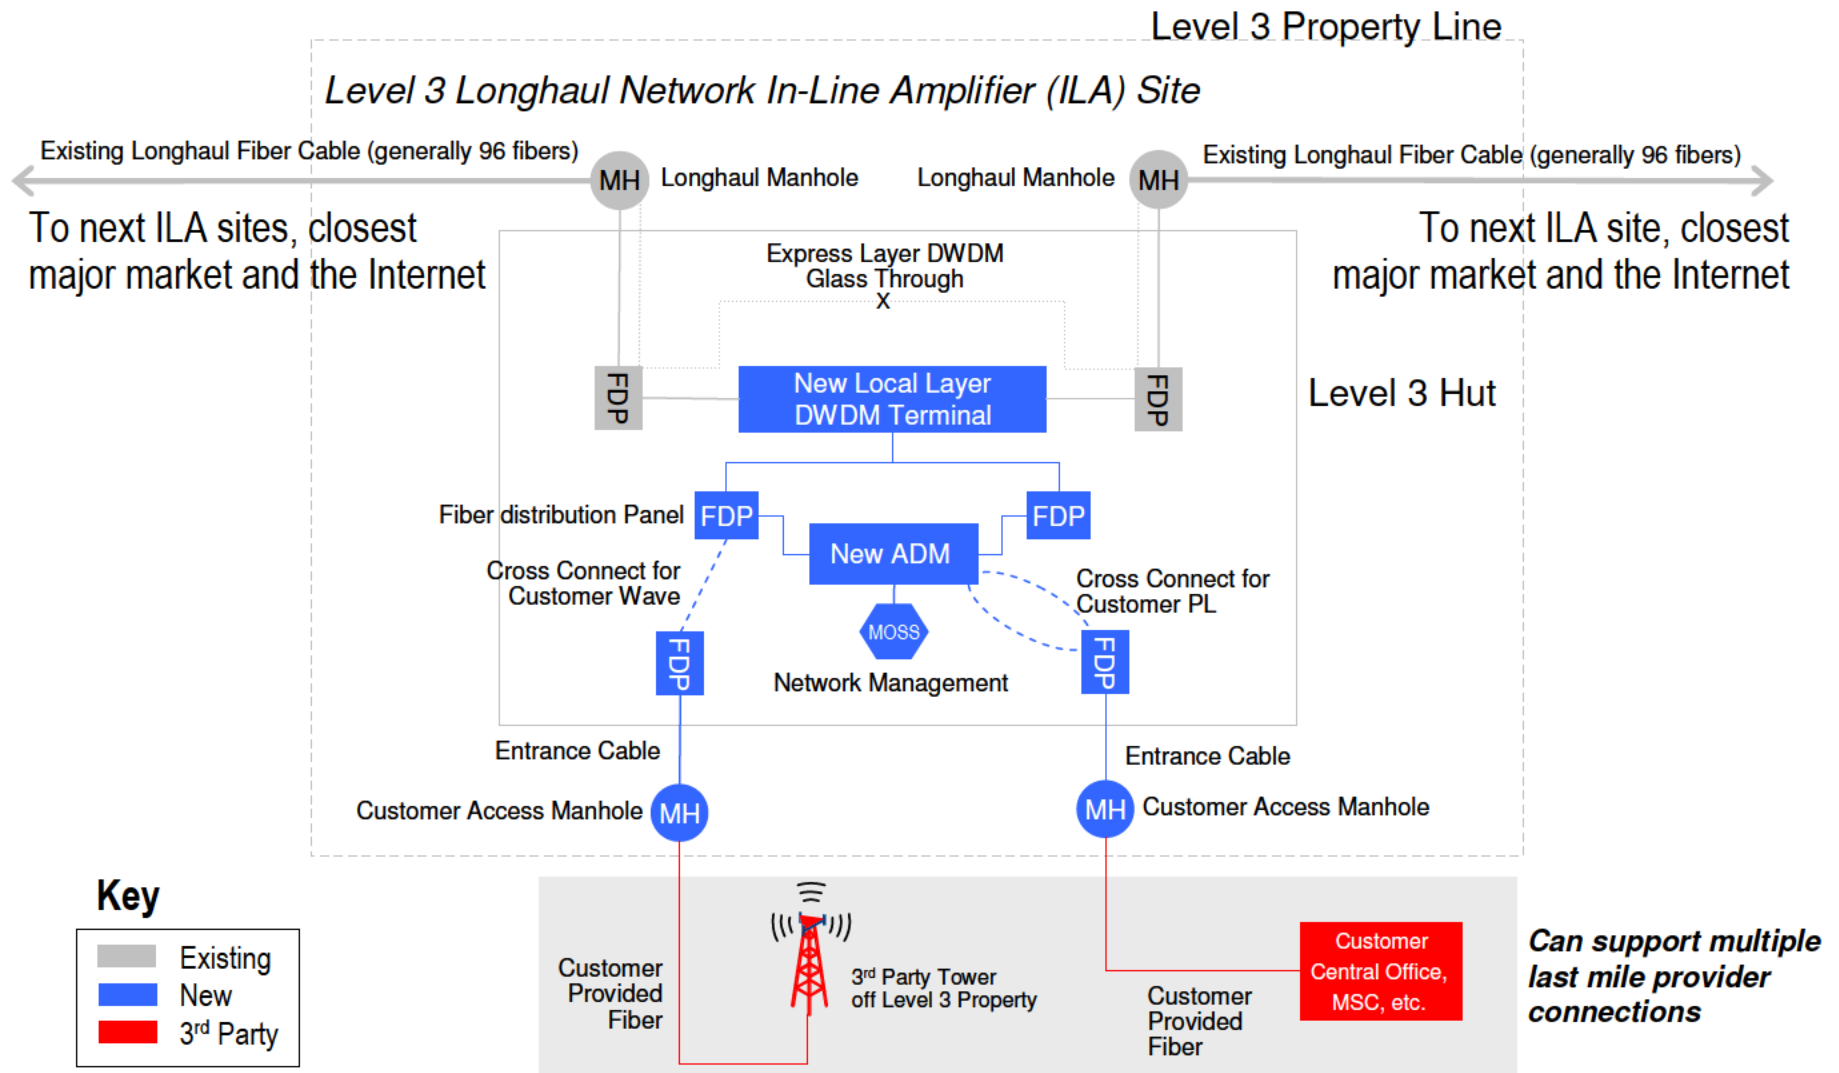 Level 3 Property Line
Level 3 Longhaul Network In-Line Amplifier (ILA) Site
Existing Longhaul Fiber Cable (generally 96 fibers)
MH
Longhaul Manhole
Longhaul Manhole
MH
Existing Longhaul Fiber Cable (generally 96 fibers)
To next ILA sites, closest
major market and the Internet
To next ILA site, closest
major market and the Internet
Express Layer DWDM
Glass Through
X
FDP
New Local Layer
DWDM Terminal
FDP
Level 3 Hut
Fiber distribution Panel
FDP
FDP
New ADM
Cross Connect for
Customer Wave
Cross Connect for
Customer PL
MOSS
FDP
FDP
Network Management
Entrance Cable
Entrance Cable
Customer Access Manhole
MH
MH
Customer Access Manhole
Key
Existing
New
3rd Party
Customer
Provided
Fiber
3rd Party Tower
off Level 3 Property
Customer
Provided
Fiber
Customer
Central Office,
MSC, etc.
Can support multiple
last mile provider
connections